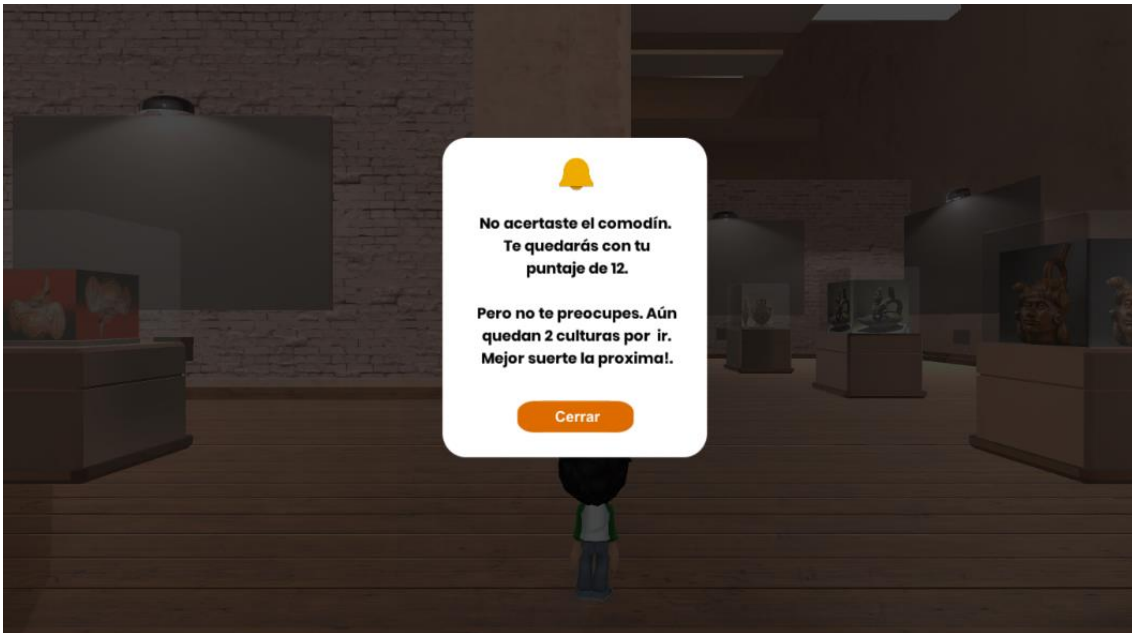 No acertaste el comodín.
Te quedarás con tu
puntaje de 12.
Pero no te preocupes. Aún
quedan 2 culturas por  ir.
Mejor suerte la proxima!.
Cerrar